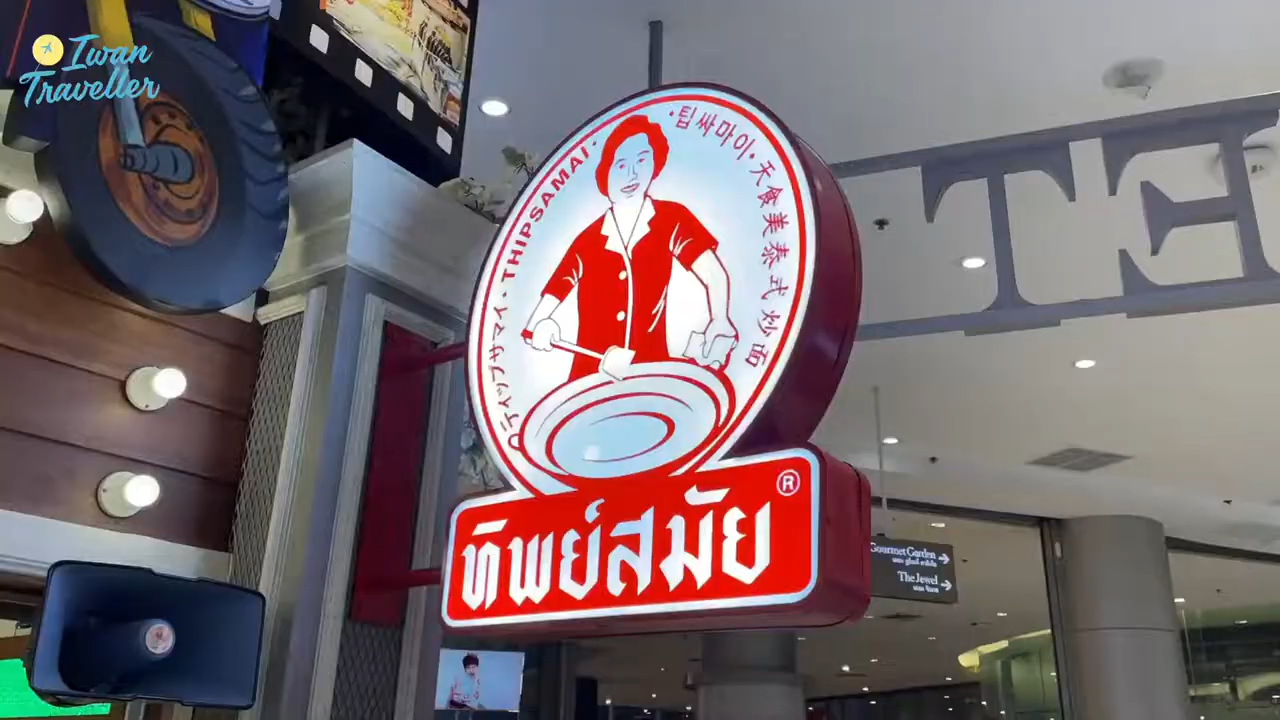 Iwan
Traveller
ティップサマイ · THIPSAMAI · 팁싸마이 · 天食美泰式炒面
ทิพย์สมัย®
TE
Gourmet Garden
The Jewel